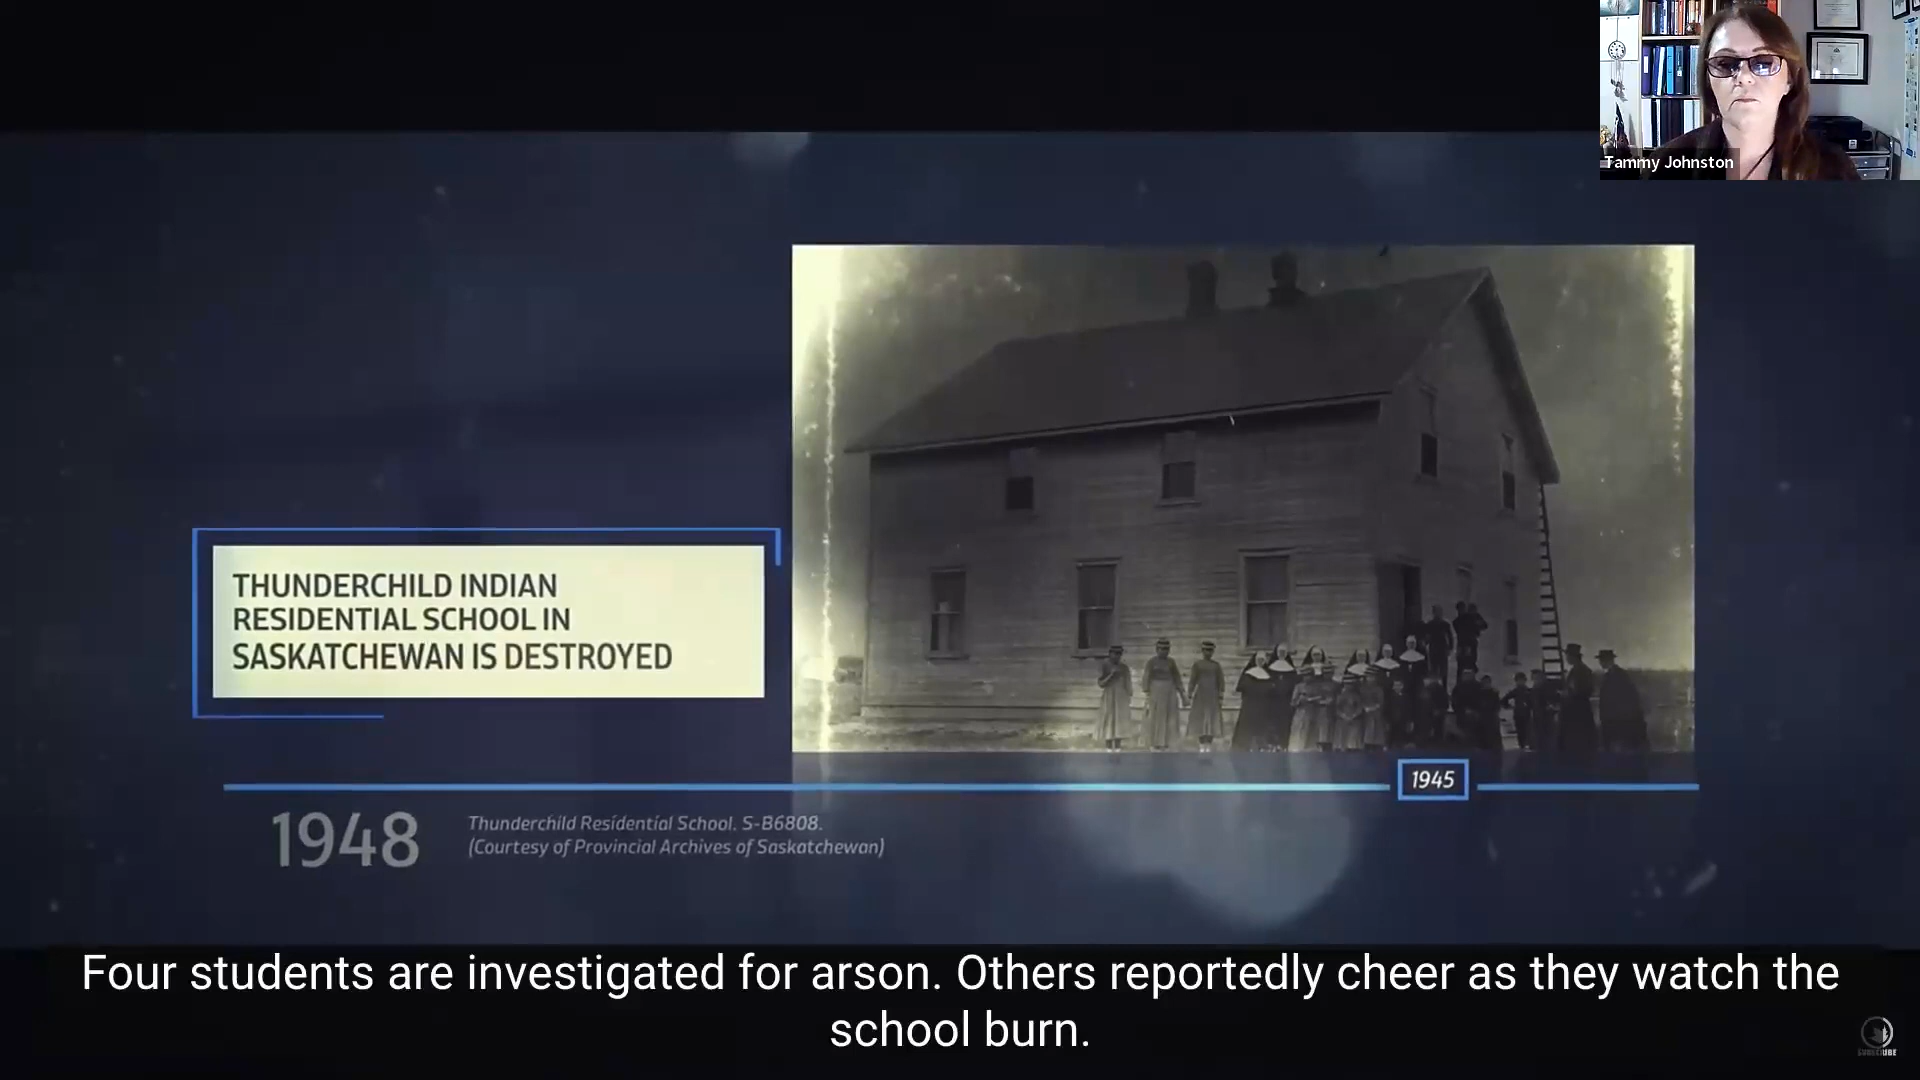 Tammy Johnston
THUNDERCHILD INDIAN
RESIDENTIAL SCHOOL IN
SASKATCHEWAN IS DESTROYED
1945
1948
Thunderchild Residential School. S-B6808.
(Courtesy of Provincial Archives of Saskatchewan)
Four students are investigated for arson. Others reportedly cheer as they watch the
school burn.